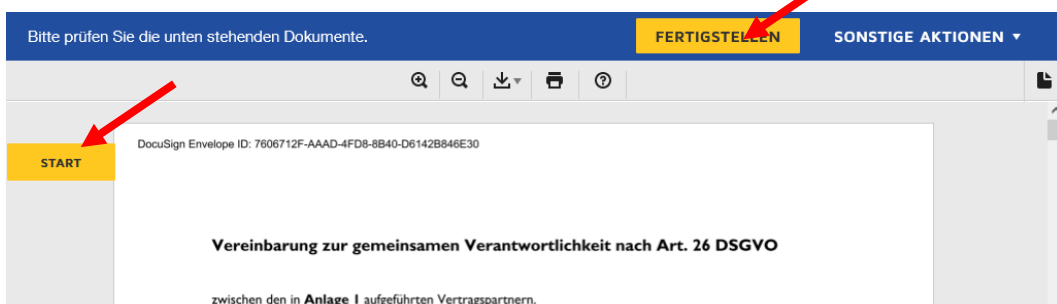 Bitte prüfen Sie die unten stehenden Dokumente. FERTIGSTELLEN SONSTIGE AKTIONEN
START
DocuSign Envelope ID: 7606712F-AAAD-4FD8-8B40-D6142B846E30
Vereinbarung zur gemeinsamen Verantwortlichkeit nach Art. 26 DSGVO
zwischen den in Anlage 1 aufgeführten Vertragspartnern.